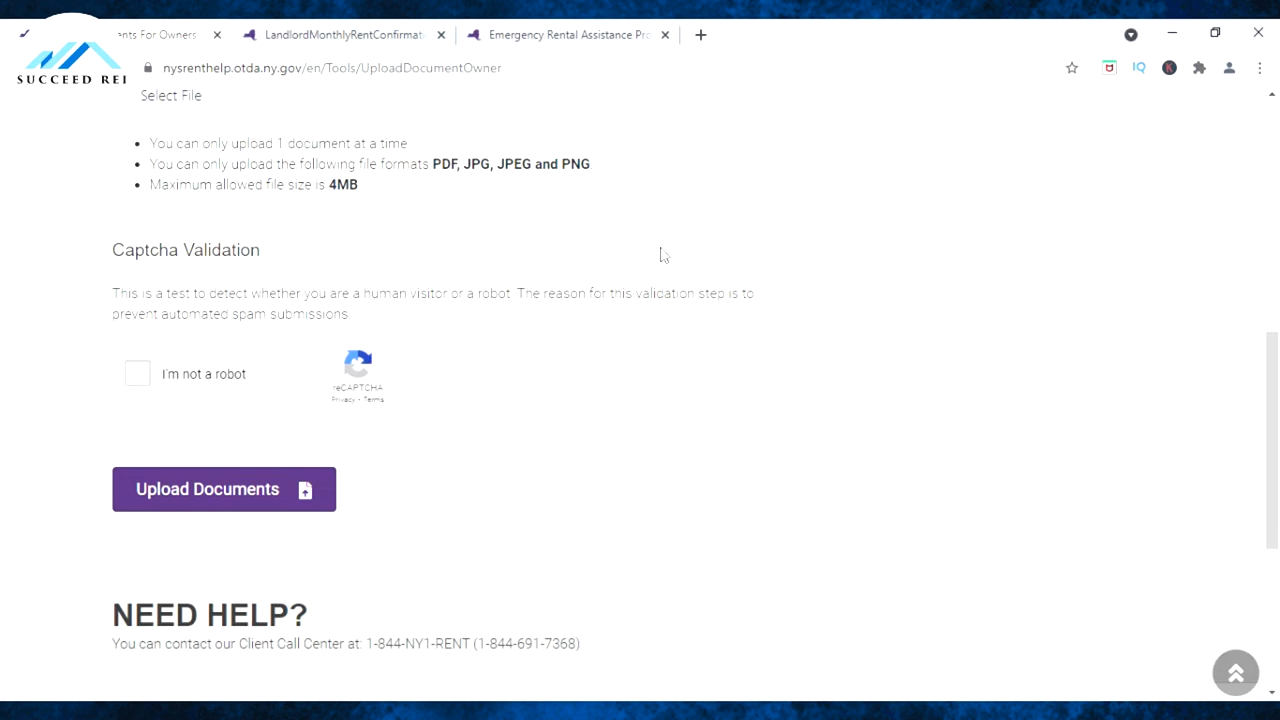 ents For Owners
LandlordMonthlyRentConfirmat
Emergency Rental Assistance Pro
SUCCEED REI
nysrenthelp.otda.ny.gov/en/Tools/UploadDocumentOwner
IQ
K
Select File
You can only upload 1 document at a time
You can only upload the following file formats PDF, JPG, JPEG and PNG
Maximum allowed file size is 4MB
Captcha Validation
This is a test to detect whether you are a human visitor or a robot. The reason for this validation step is to
prevent automated spam submissions.
I'm not a robot
reCAPTCHA
Privacy - Terms
Upload Documents
NEED HELP?
You can contact our Client Call Center at: 1-844-NY1-RENT (1-844-691-7368)